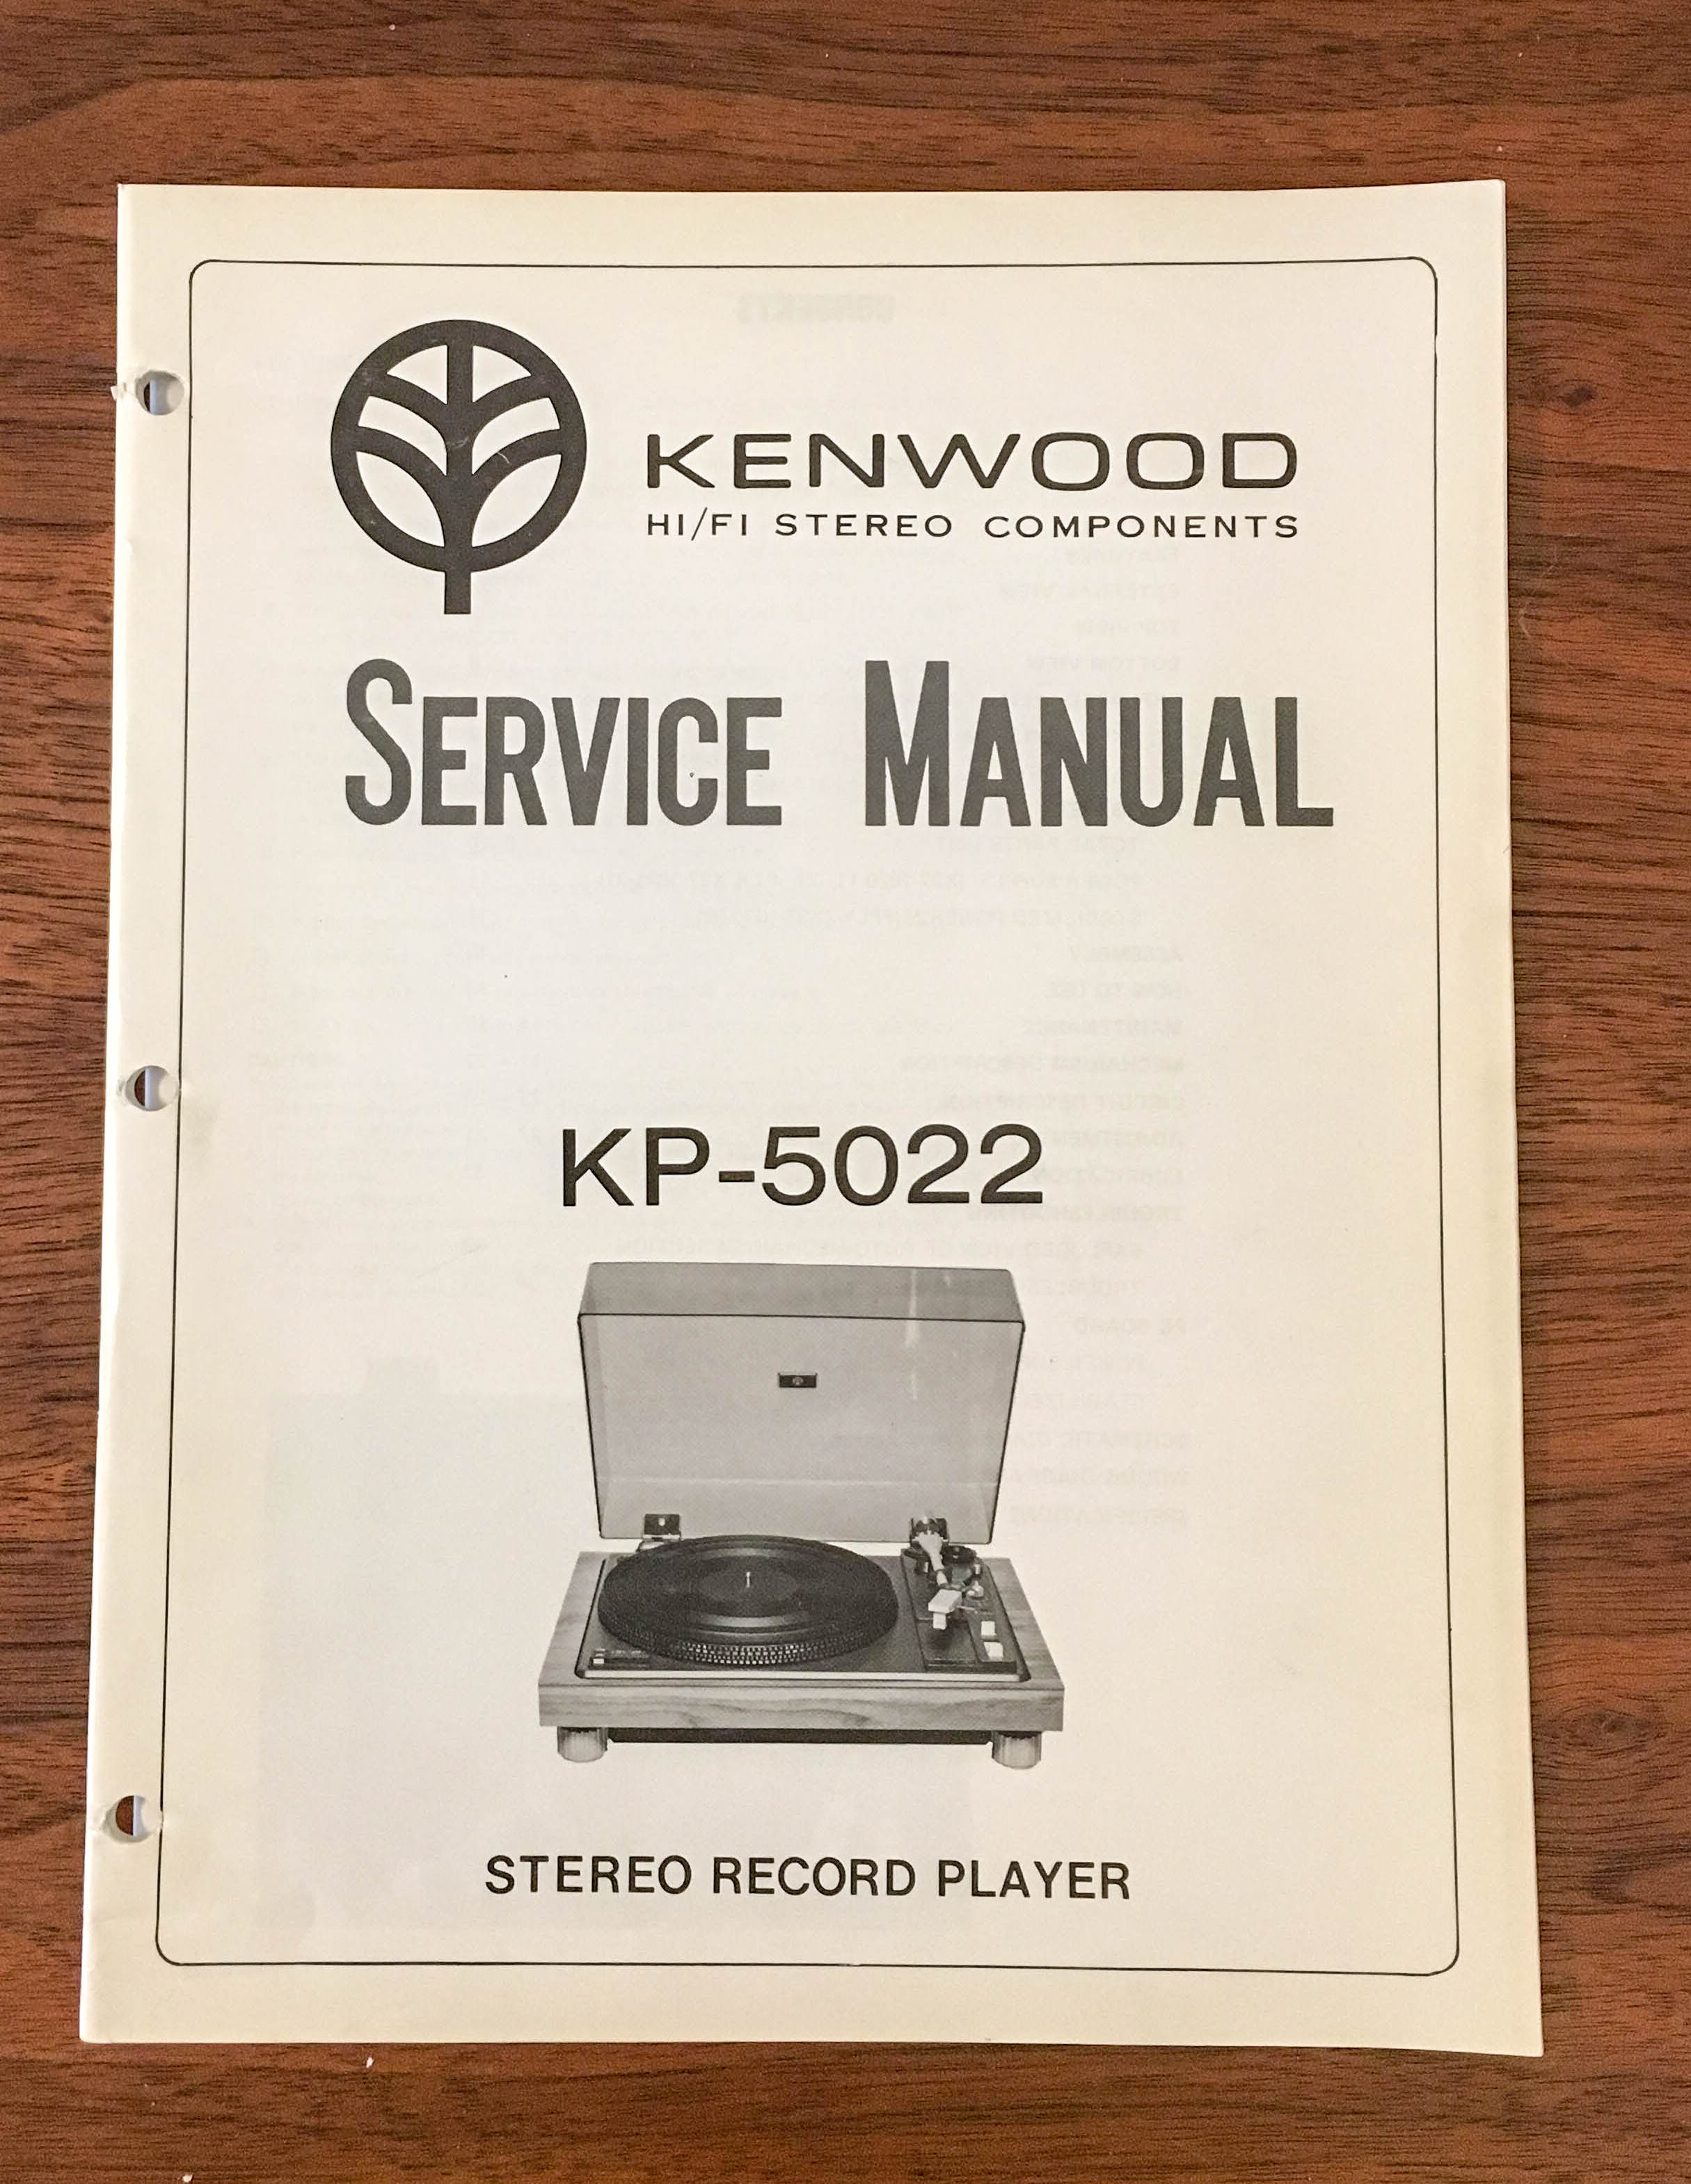 KENWOOD
HI/FI STEREO COMPONENTS
SERVICE MANUAL
KP-5022
STEREO RECORD PLAYER